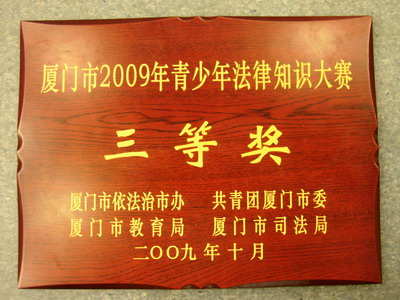 厦门市2009年青少年法律知识大赛
三等奖
厦门市依法治市办 共青团厦门市委
厦门市教育局 厦门市司法局
二〇〇九年十月